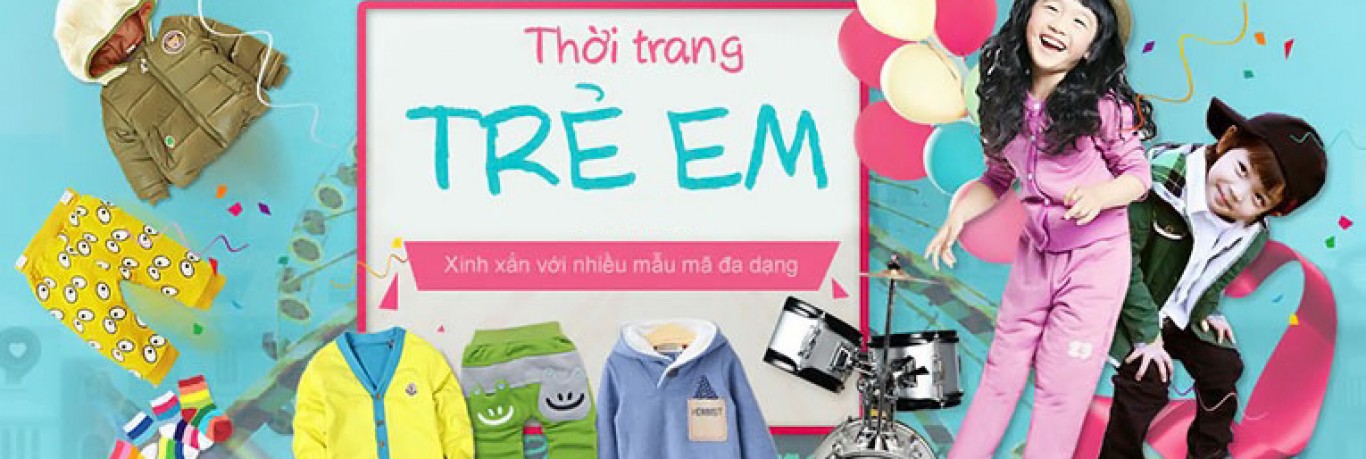 Thời trang
TRẺ EM
Xinh xắn với nhiều mẫu mã đa dạng